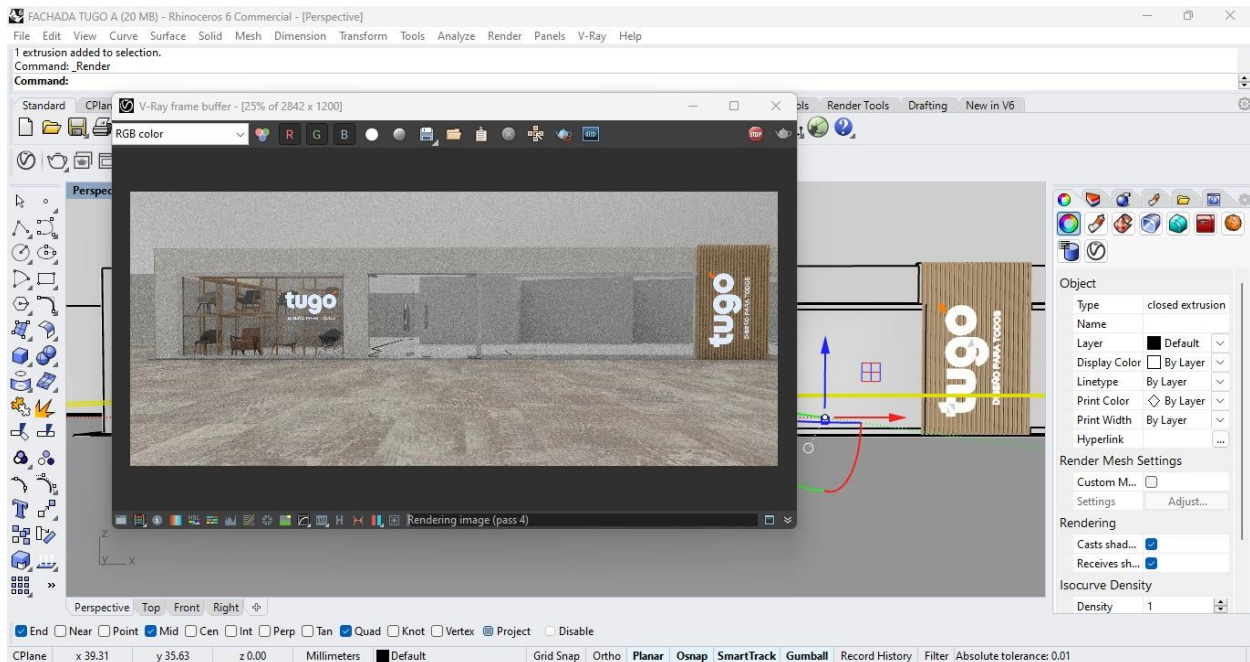 FACHADA TUGO A (20 MB) - Rhinoceros 6 Commercial - [Perspective]
File Edit View Curve Surface Solid Mesh Dimension Transform Tools Analyze Render Panels V-Ray Help
1 extrusion added to selection.
Command: _Render
Command:
Standard CPlan
V-Ray frame buffer - [25% of 2842 x 1200]
ols Render Tools Drafting New in V6
RGB color R G B STOP
Perspec
tugo
tugo
DISEÑO PARA TODOS
tugo
DISEÑO PARA TODOS
Rendering image (pass 4)
z
y x
Object
Type closed extrusion
Name
Layer Default
Display Color By Layer
Linetype By Layer
Print Color By Layer
Print Width By Layer
Hyperlink ...
Render Mesh Settings
Custom M...
Settings Adjust...
Rendering
Casts shad...
Receives sh...
Isocurve Density
Density 1
Perspective Top Front Right
End Near Point Mid Cen Int Perp Tan Quad Knot Vertex Project Disable
CPlane x 39.31 y 35.63 z 0.00 Millimeters Default Grid Snap Ortho Planar Osnap SmartTrack Gumball Record History Filter Absolute tolerance: 0.01